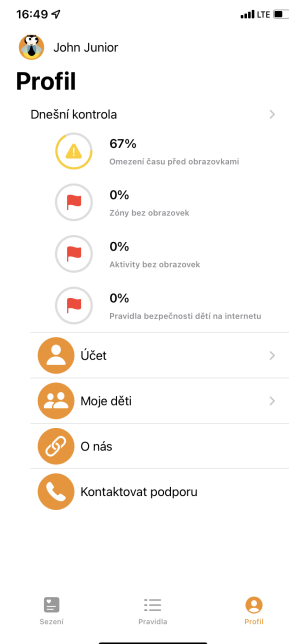 16:49
LTE
John Junior
Profil
Dnešní kontrola
67%
Omezení času před obrazovkami
0%
Zóny bez obrazovek
0%
Aktivity bez obrazovek
0%
Pravidla bezpečnosti dětí na internetu
Účet
Moje děti
O nás
Kontaktovat podporu
Sezení
Pravidla
Profil